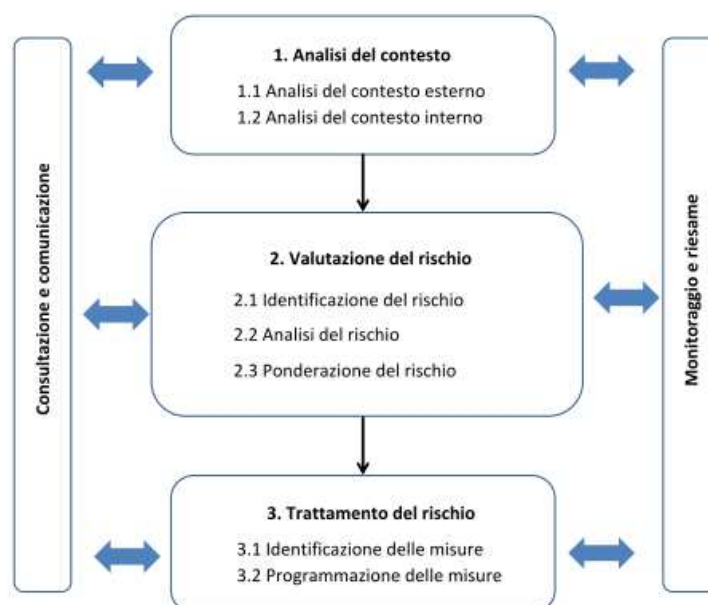 Consultazione e comunicazione
1. Analisi del contesto
1.1 Analisi del contesto esterno
1.2 Analisi del contesto interno
2. Valutazione del rischio
2.1 Identificazione del rischio
2.2 Analisi del rischio
2.3 Ponderazione del rischio
3. Trattamento del rischio
3.1 Identificazione delle misure
3.2 Programmazione delle misure
Monitoraggio e riesame